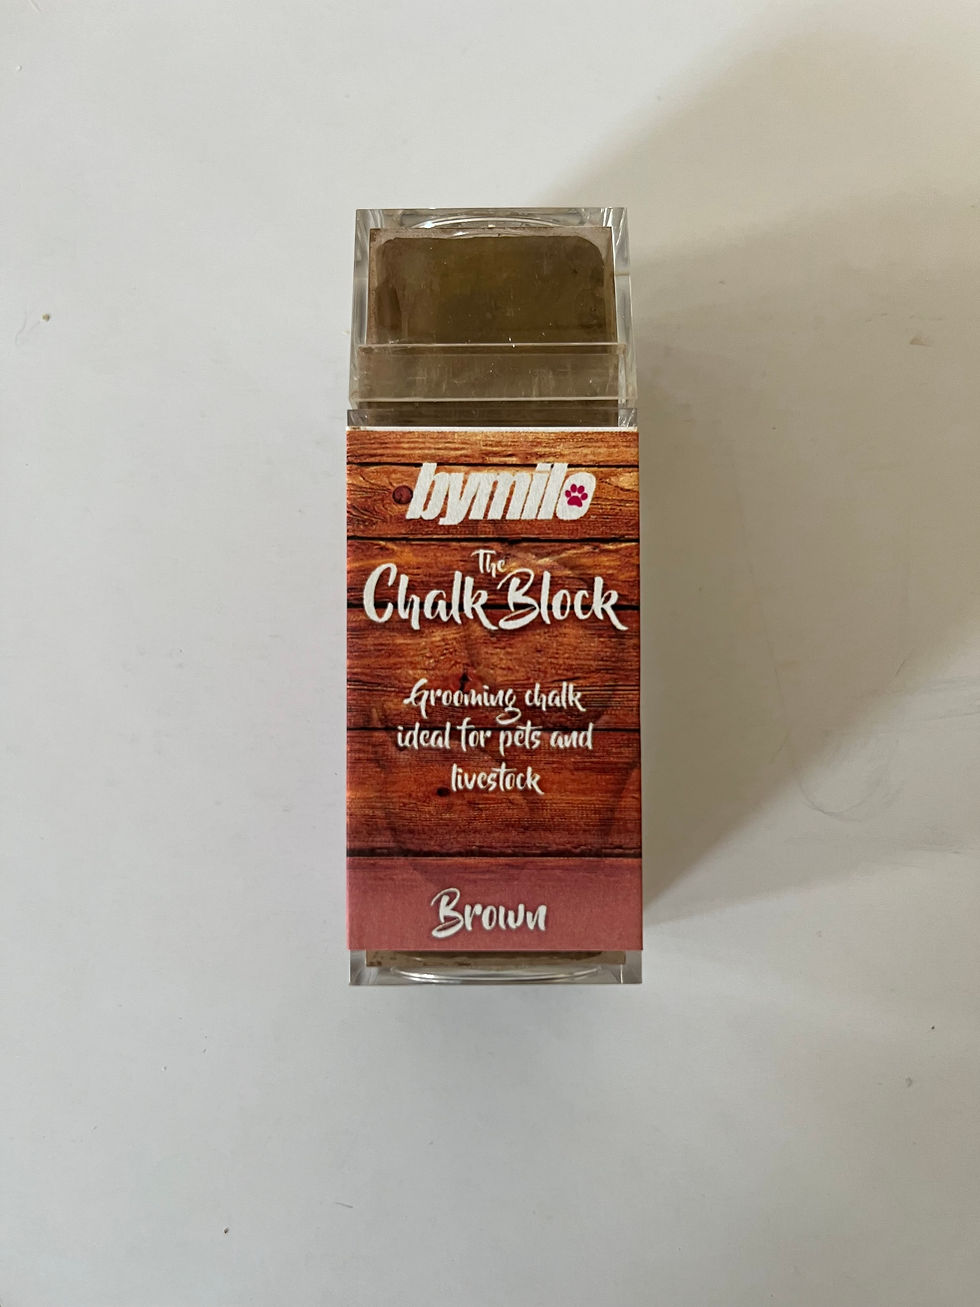 bymilo
The
Chalk Block
Grooming chalk
ideal for pets and
livestock
Brown